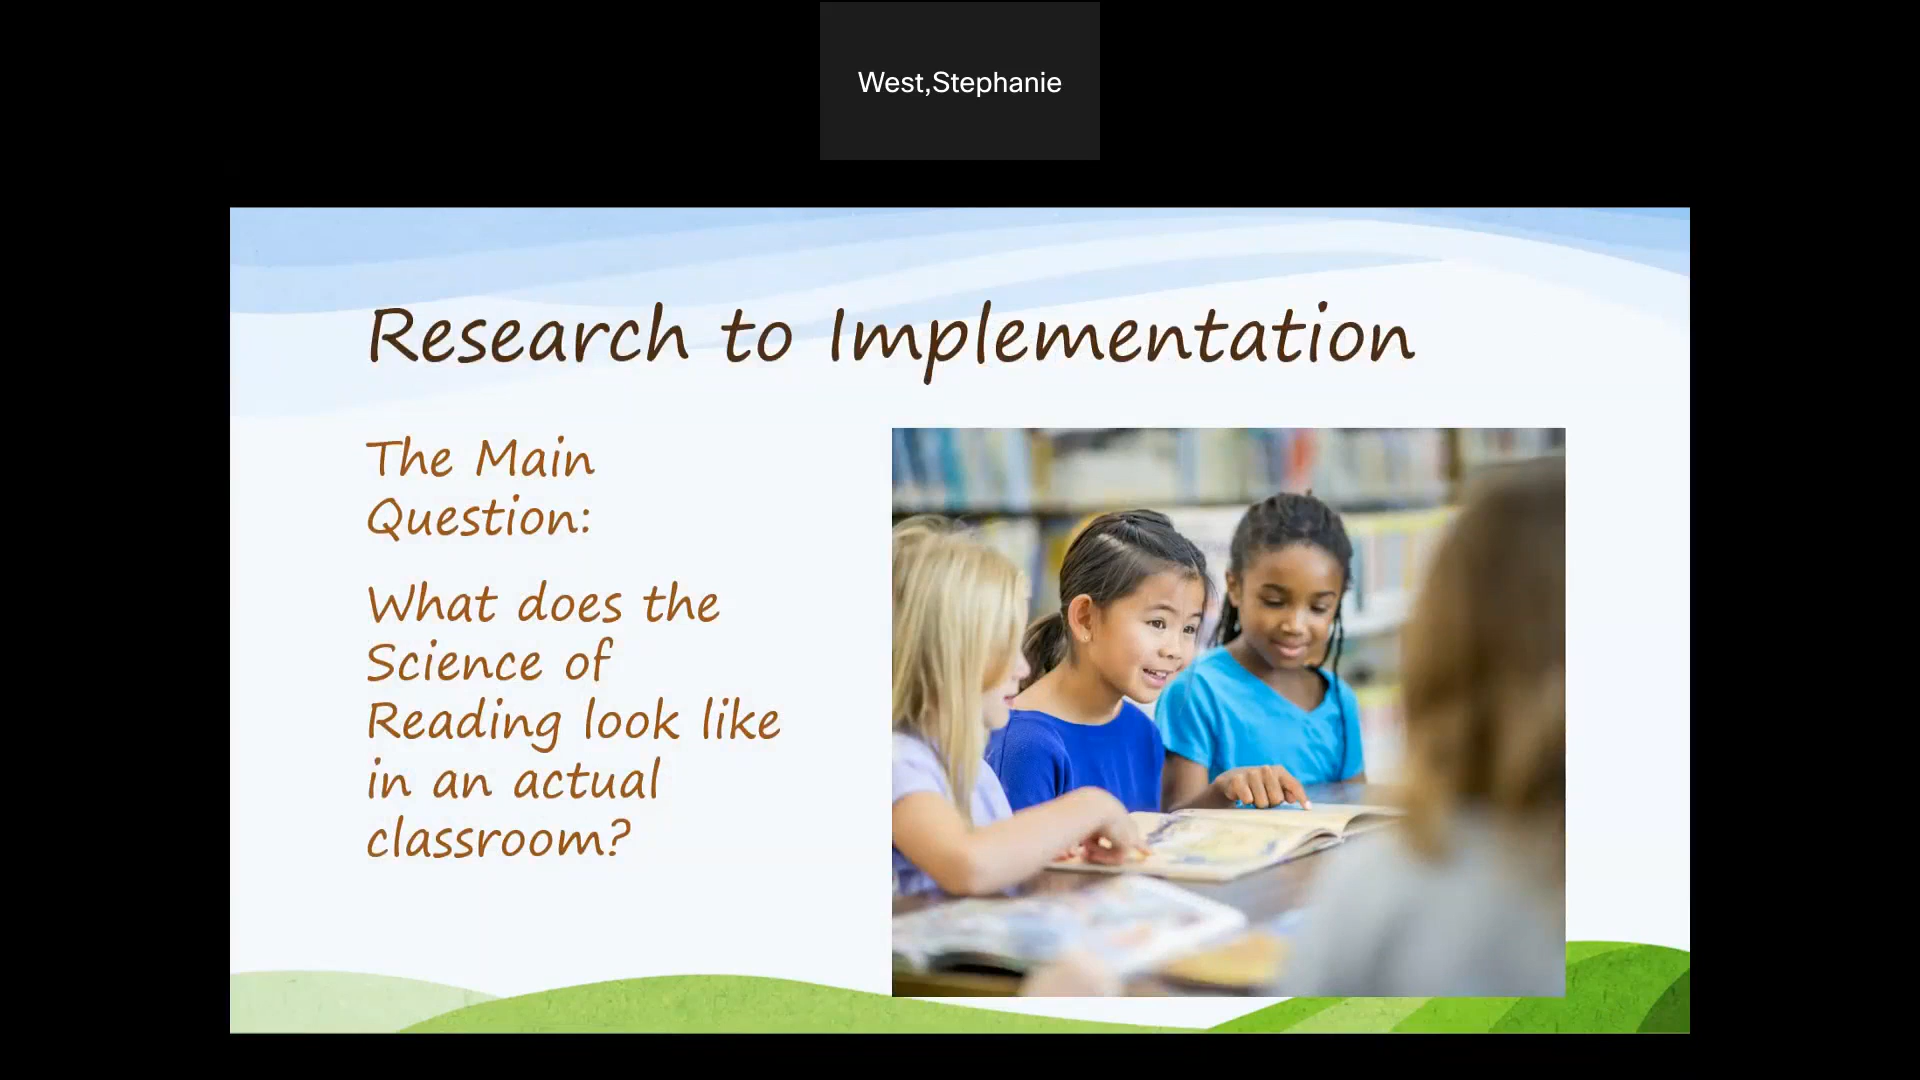 West,Stephanie
Research to Implementation
The Main
Question:
What does the
Science of
Reading look like
in an actual
classroom?